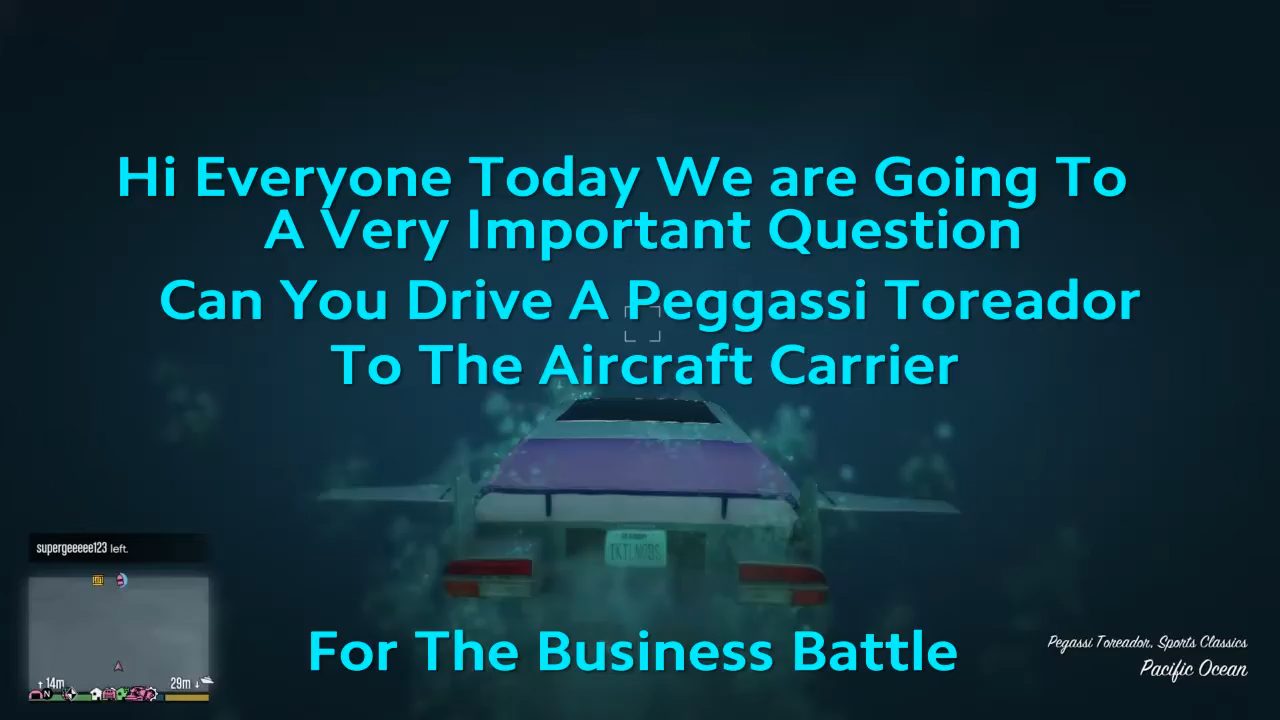 Hi Everyone Today We are Going To
A Very Important Question
Can You Drive A Peggassi Toreador
To The Aircraft Carrier
supergeeeee123 left.
14m
N
29m
For The Business Battle
Pegassi Toreador, Sports Classics
Pacific Ocean